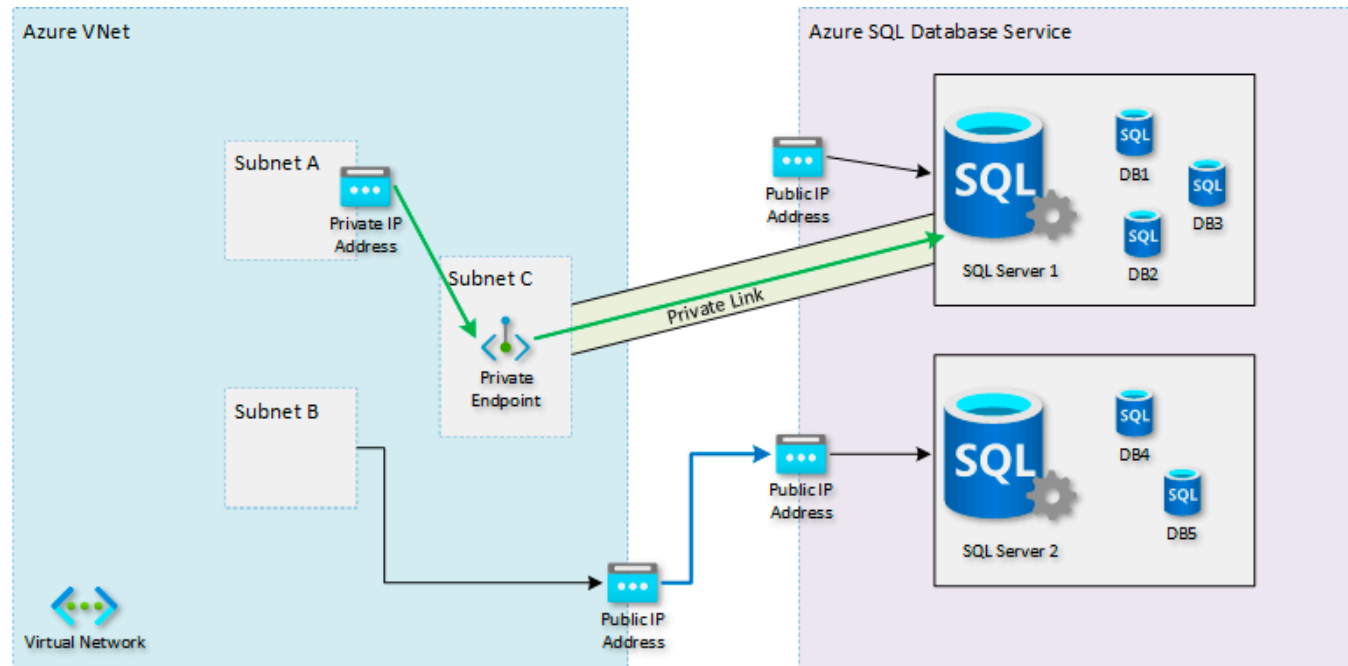 Azure VNet
Azure SQL Database Service
Subnet A
Private IP
Address
Subnet C
Private
Endpoint
Private Link
Subnet B
Public IP
Address
Virtual Network
Public IP
Address
SQL
SQL Server 1
SQL
DB1
SQL
DB3
SQL
DB2
Public IP
Address
SQL
SQL Server 2
SQL
DB4
SQL
DB5